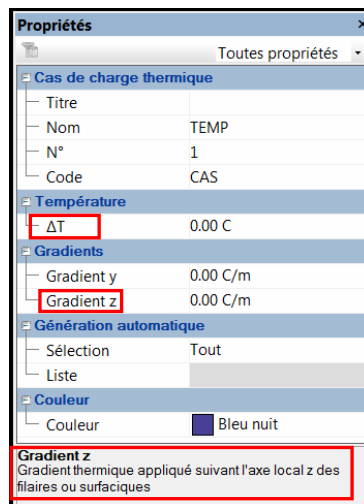 Propriétés
Toutes propriétés
Cas de charge thermique
Titre
Nom TEMP
N° 1
Code CAS
Température
ΔT 0.00 C
Gradients
Gradient y 0.00 C/m
Gradient z 0.00 C/m
Génération automatique
Sélection Tout
Liste
Couleur
Couleur Bleu nuit
Gradient z
Gradient thermique appliqué suivant l'axe local z des
filaires ou surfaciques